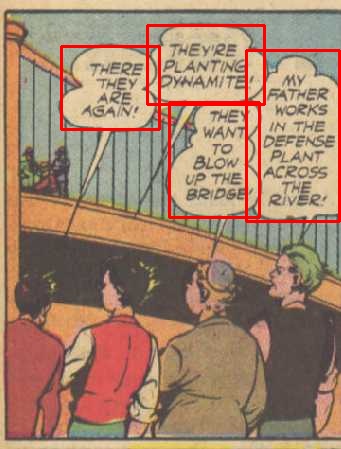 THERE
THEY
ARE
AGAIN!
THEY'RE
PLANTING
DYNAMITE!
THEY
WANT
TO
BLOW
UP THE
BRIDGE!
MY
FATHER
WORKS
IN THE
DEFENSE
PLANT
ACROSS
THE
RIVER!